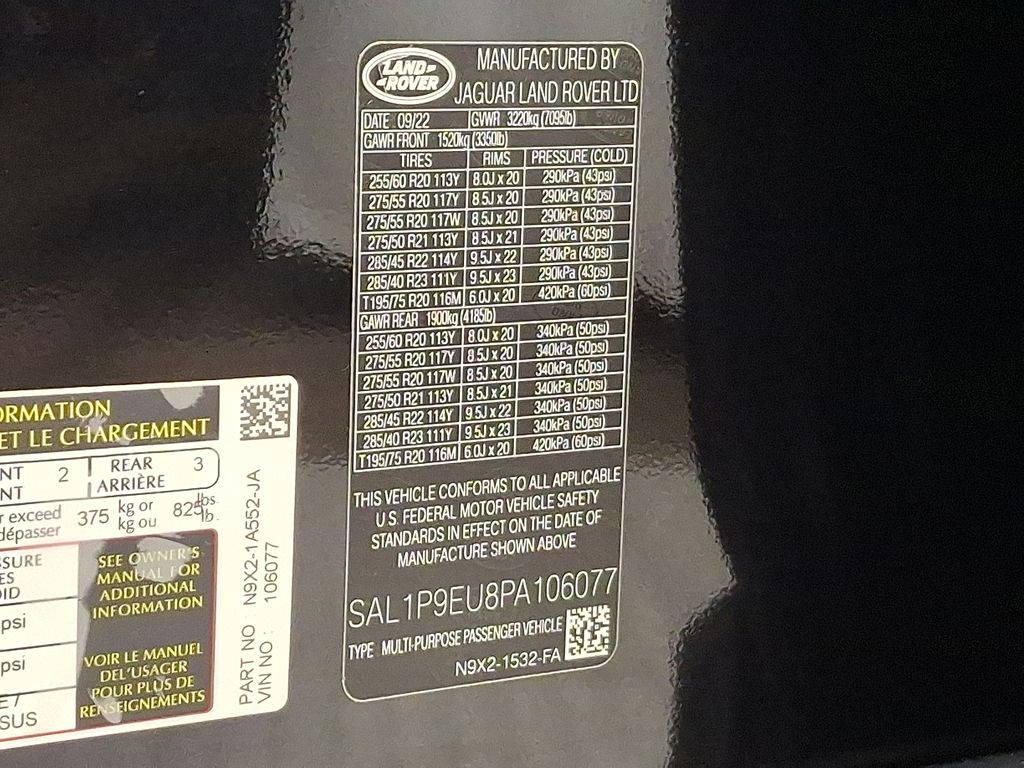 LAND-
-ROVER
MANUFACTURED BY
JAGUAR LAND ROVER LTD
DATE 09/22 GVWR 3220kg (7095lb)
GAWR FRONT 1520kg (3350lb)
TIRES RIMS PRESSURE (COLD)
255/60 R20 113Y 8.0J x 20 290kPa (43psi)
275/55 R20 117Y 8.5J x 20 290kPa (43psi)
275/55 R20 117W 8.5J x 20 290kPa (43psi)
275/50 R21 113Y 8.5J x 21 290kPa (43psi)
285/45 R22 114Y 9.5J x 22 290kPa (43psi)
285/40 R23 111Y 9.5J x 23 290kPa (43psi)
T195/75 R20 116M 6.0J x 20 420kPa (60psi)
GAWR REAR 1900kg (4185lb)
255/60 R20 113Y 8.0J x 20 340kPa (50psi)
275/55 R20 117Y 8.5J x 20 340kPa (50psi)
275/55 R20 117W 8.5J x 20 340kPa (50psi)
275/50 R21 113Y 8.5J x 21 340kPa (50psi)
285/45 R22 114Y 9.5J x 22 340kPa (50psi)
285/40 R23 111Y 9.5J x 23 340kPa (50psi)
T195/75 R20 116M 6.0J x 20 420kPa (60psi)
THIS VEHICLE CONFORMS TO ALL APPLICABLE
U.S. FEDERAL MOTOR VEHICLE SAFETY
STANDARDS IN EFFECT ON THE DATE OF
MANUFACTURE SHOWN ABOVE
SAL1P9EU8PA106077
TYPE MULTI-PURPOSE PASSENGER VEHICLE
N9X2-1532-FA
ORMATION
ET LE CHARGEMENT
NT 2 REAR 3
NT ARRIÈRE
r exceed 375 kg or lbs.
dépasser kg ou 825 lb.
SSURE
ES
OID
psi
psi
E /
SUS
SEE OWNER'S
MANUAL FOR
ADDITIONAL
INFORMATION
VOIR LE MANUEL
DEL'USAGER
POUR PLUS DE
RENSEIGNEMENTS
PART NO : N9X2-1A552-JA
VIN NO : 106077